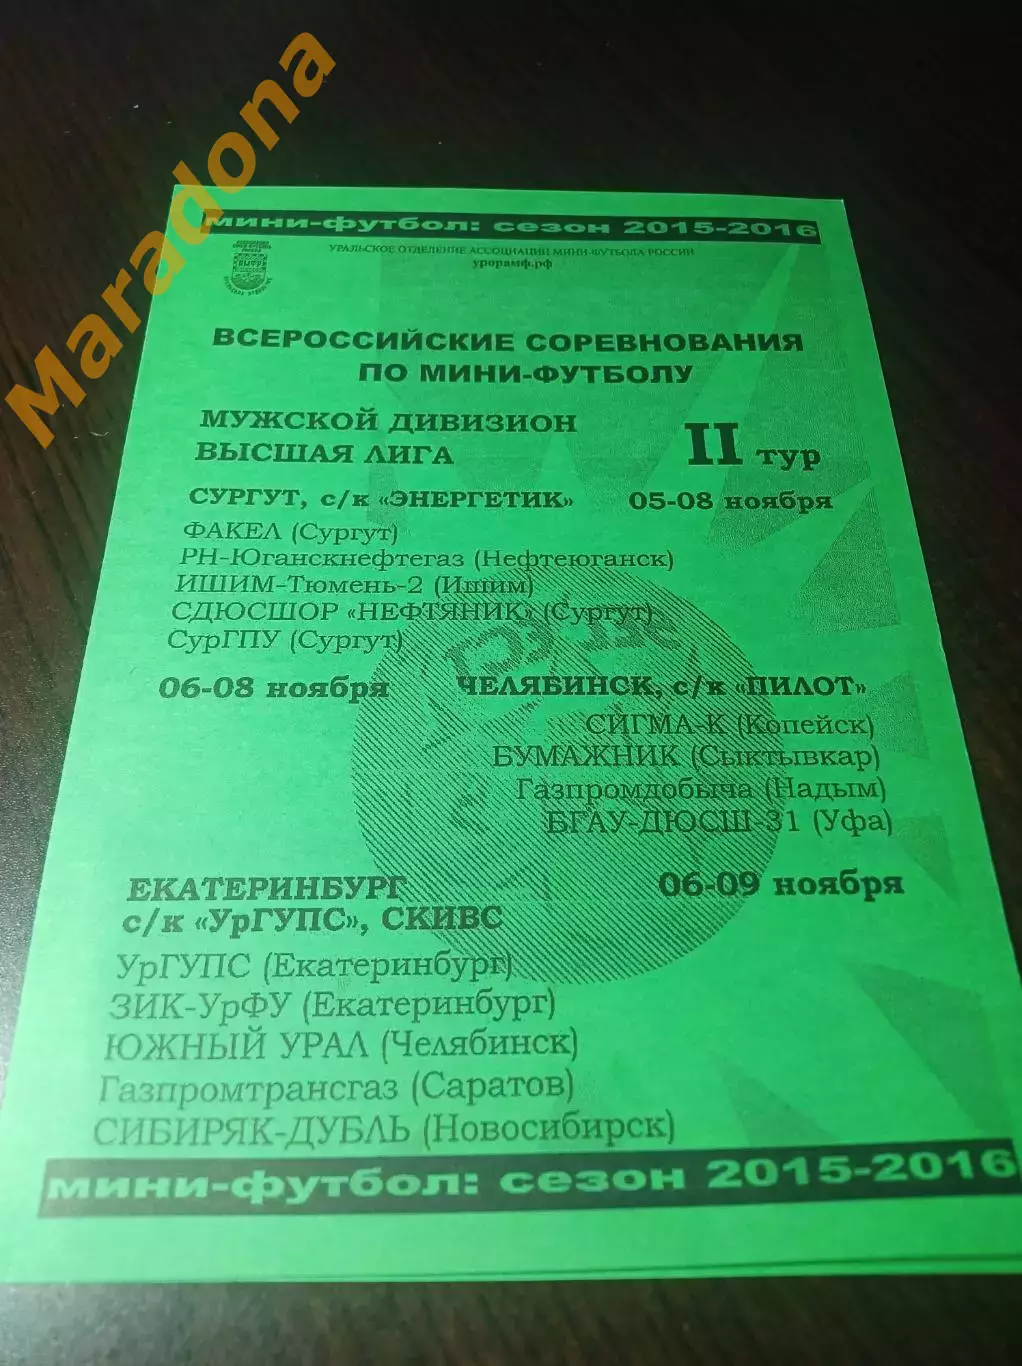 Maradona
мини-футбол: сезон 2015-2016
УРАЛЬСКОЕ ОТДЕЛЕНИЕ АССОЦИАЦИИ МИНИ-ФУТБОЛА РОССИИ
урорамф.рф
ВСЕРОССИЙСКИЕ СОРЕВНОВАНИЯ
ПО МИНИ-ФУТБОЛУ
МУЖСКОЙ ДИВИЗИОН
ВЫСШАЯ ЛИГА
II тур
СУРГУТ, с/к «ЭНЕРГЕТИК» 05-08 ноября
ФАКЕЛ (Сургут)
РН-Юганскнефтегаз (Нефтеюганск)
ИШИМ-Тюмень-2 (Ишим)
СДЮСШОР «НЕФТЯНИК» (Сургут)
СурГПУ (Сургут)
06-08 ноября ЧЕЛЯБИНСК, с/к «ПИЛОТ»
СИГМА-К (Копейск)
БУМАЖНИК (Сыктывкар)
Газпромдобыча (Надым)
БГАУ-ДЮСШ-31 (Уфа)
ЕКАТЕРИНБУРГ 06-09 ноября
с/к «УрГУПС», СКИВС
УрГУПС (Екатеринбург)
ЗИК-УрФУ (Екатеринбург)
ЮЖНЫЙ УРАЛ (Челябинск)
Газпромтрансгаз (Саратов)
СИБИРЯК-ДУБЛЬ (Новосибирск)
мини-футбол: сезон 2015-2016